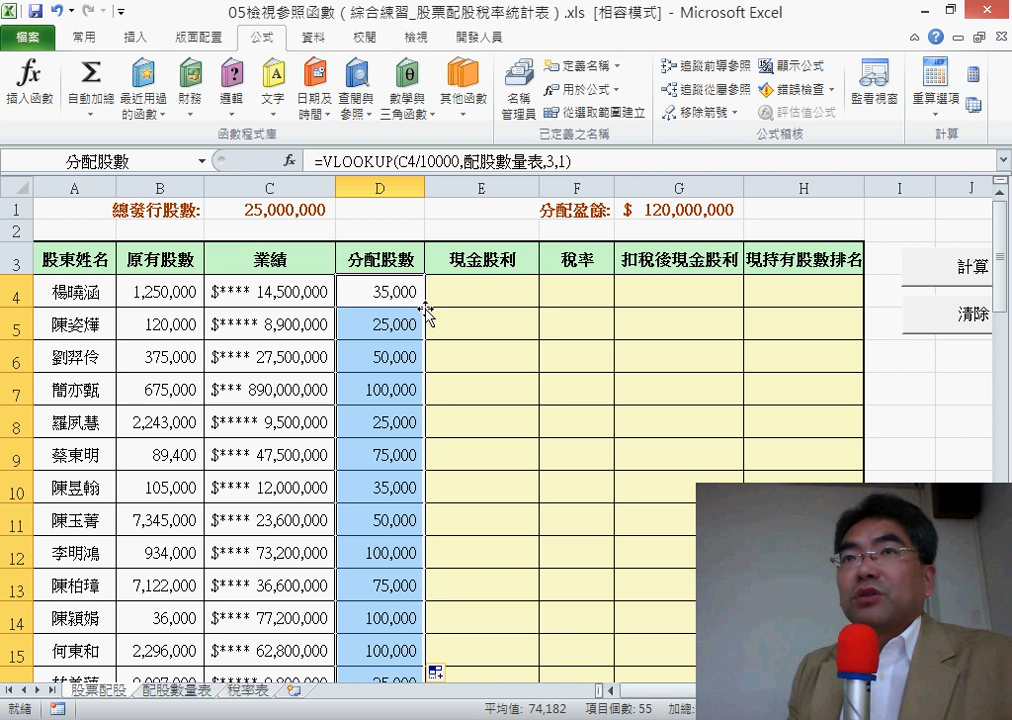 05檢視參照函數（綜合練習_股票配股稅率統計表）.xls [相容模式] - Microsoft Excel
檔案 常用 插入 版面配置 公式 資料 校閱 檢視 開發人員
fx 插入函數 Σ 自動加總 最近用過的函數 財務 邏輯 文字 日期及時間 查閱與參照 數學與三角函數 其他函數 名稱管理員 定義名稱 用於公式 從選取範圍建立 追蹤前導參照 追蹤從屬參照 移除箭號 顯示公式 錯誤檢查 評估值公式 監看視窗 重算選項
函數程式庫 已定義之名稱 公式稽核 計算
分配股數 fx =VLOOKUP(C4/10000,配股數量表,3,1)
A B C D E F G H I J
1 總發行股數: 25,000,000 分配盈餘: $ 120,000,000
2
3 股東姓名 原有股數 業績 分配股數 現金股利 稅率 扣稅後現金股利 現持有股數排名
計算
4 楊曉涵 1,250,000 $**** 14,500,000 35,000
清除
5 陳姿燁 120,000 $***** 8,900,000 25,000
6 劉羿伶 375,000 $**** 27,500,000 50,000
7 簡亦甄 675,000 $*** 890,000,000 100,000
8 羅夙慧 2,243,000 $***** 9,500,000 25,000
9 蔡東明 89,400 $**** 47,500,000 75,000
10 陳昱翰 105,000 $**** 12,000,000 35,000
11 陳玉菁 7,345,000 $**** 23,600,000 50,000
12 李明鴻 934,000 $**** 73,200,000 100,000
13 陳柏璋 7,122,000 $**** 36,600,000 75,000
14 陳穎娟 36,000 $**** 77,200,000 100,000
15 何東和 2,296,000 $**** 62,800,000 100,000
股票配股 配股數量表 稅率表
就緒 平均值: 74,182 項目個數: 55 加總: